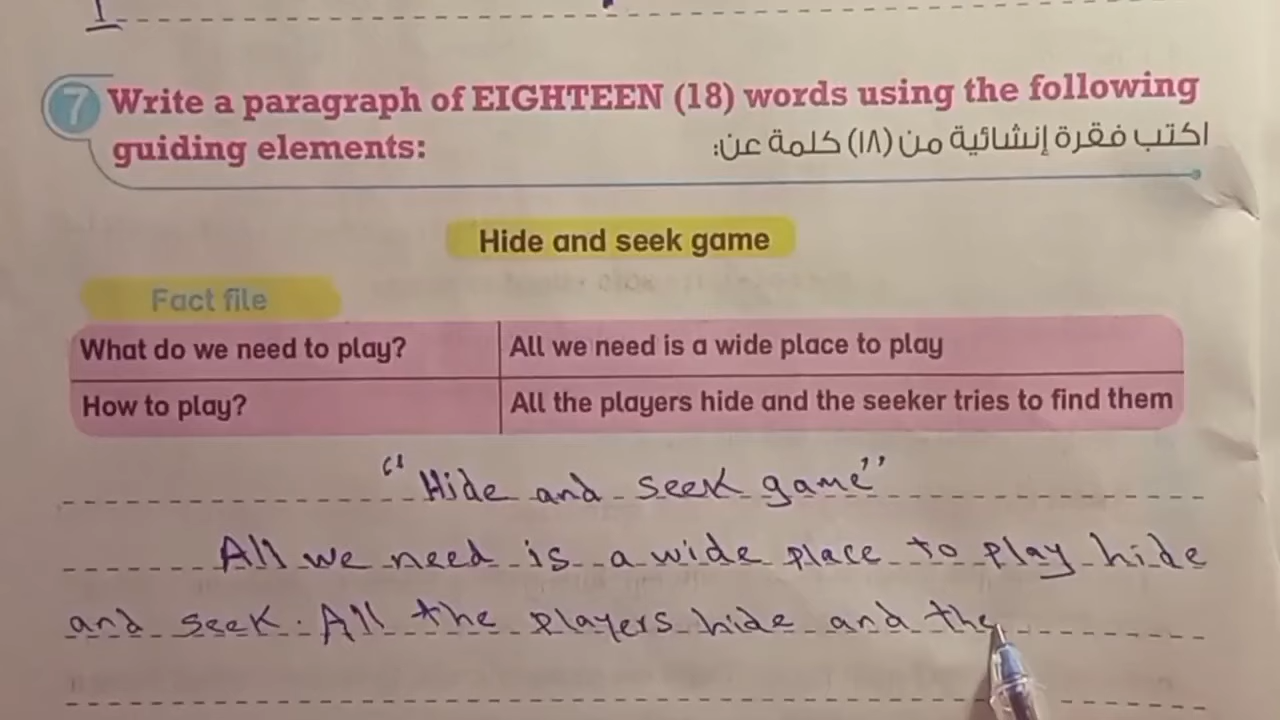 7 Write a paragraph of EIGHTEEN (18) words using the following
guiding elements:
اكتب فقرة إنشائية من (١٨) كلمة عن:
Hide and seek game
Fact file
What do we need to play? All we need is a wide place to play
How to play? All the players hide and the seeker tries to find them
"Hide and seek game"
All we need is a wide place to play hide
and seek. All the players hide and the